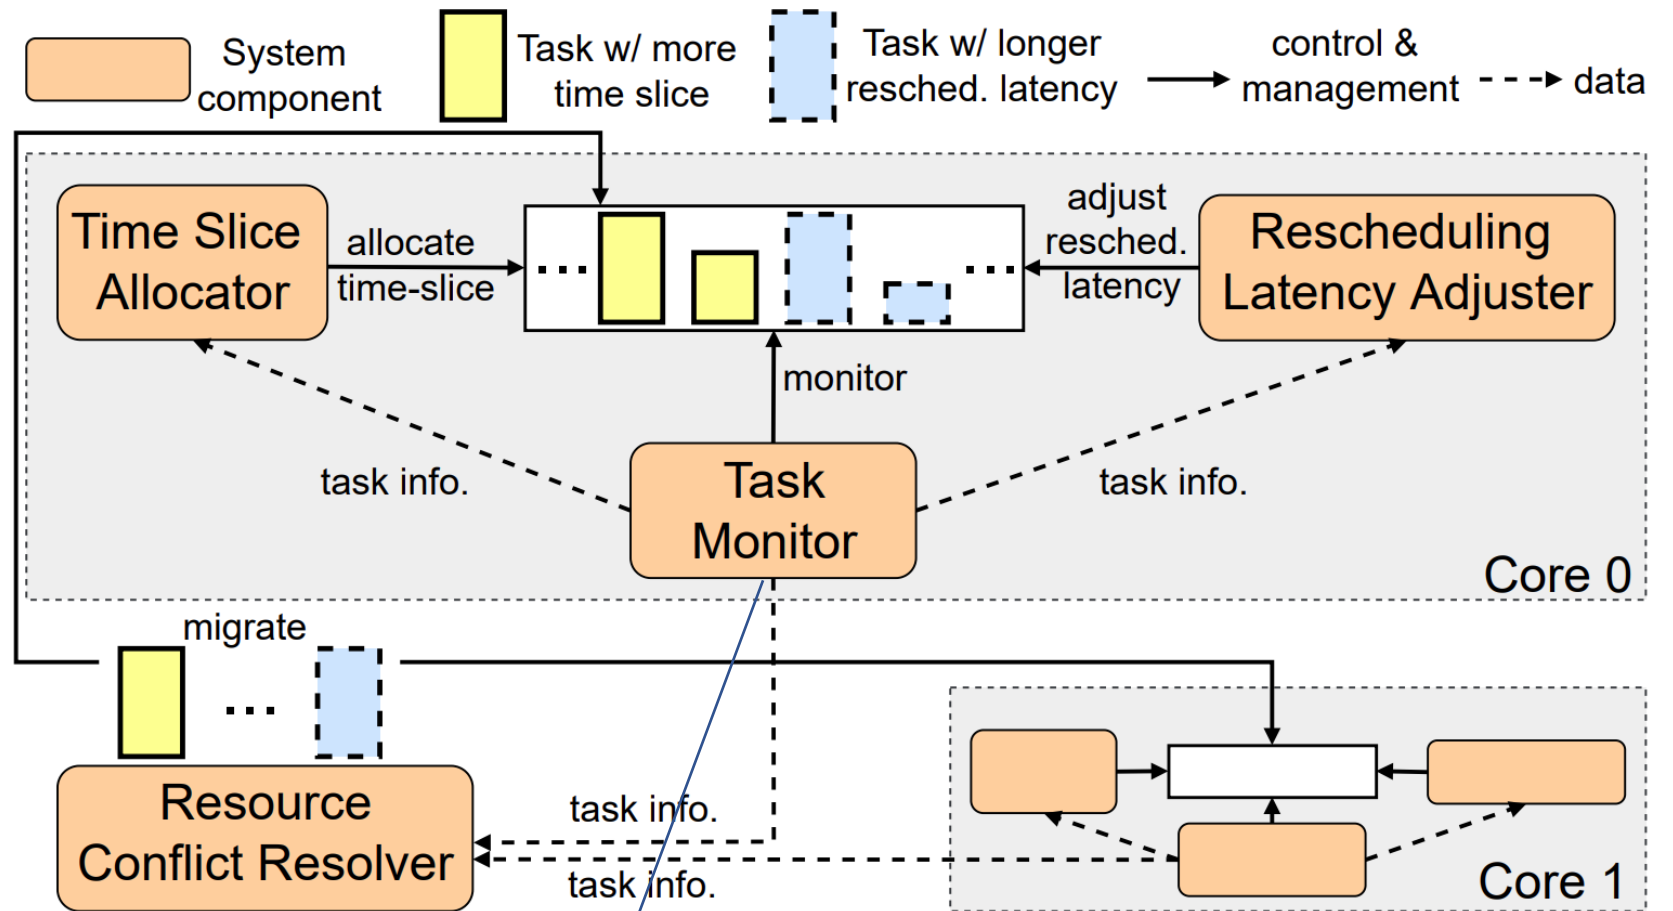 System
component
Task w/ more
time slice
Task w/ longer
resched. latency
control &
management
data
Time Slice
Allocator
allocate
time-slice
adjust
resched.
latency
Rescheduling
Latency Adjuster
monitor
task info.
Task
Monitor
task info.
Core 0
migrate
Resource
Conflict Resolver
task info.
task info.
Core 1